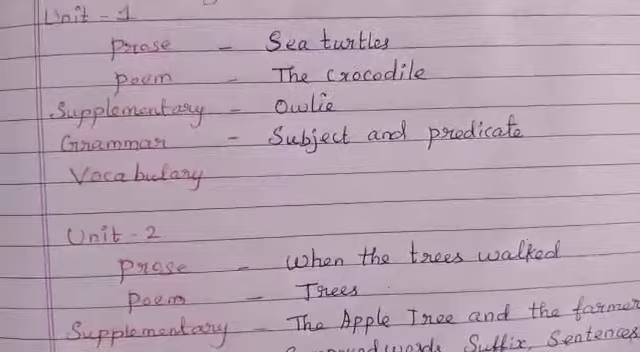 Unit - 1
Prose - Sea turtles
Poem - The Crocodile
Supplementary - Owlie
Grammar - Subject and predicate
Vocabulary
Unit - 2
Prose - When the trees walked
Poem - Trees
Supplementary - The Apple Tree and the farmer
words, Suffix, Sentences